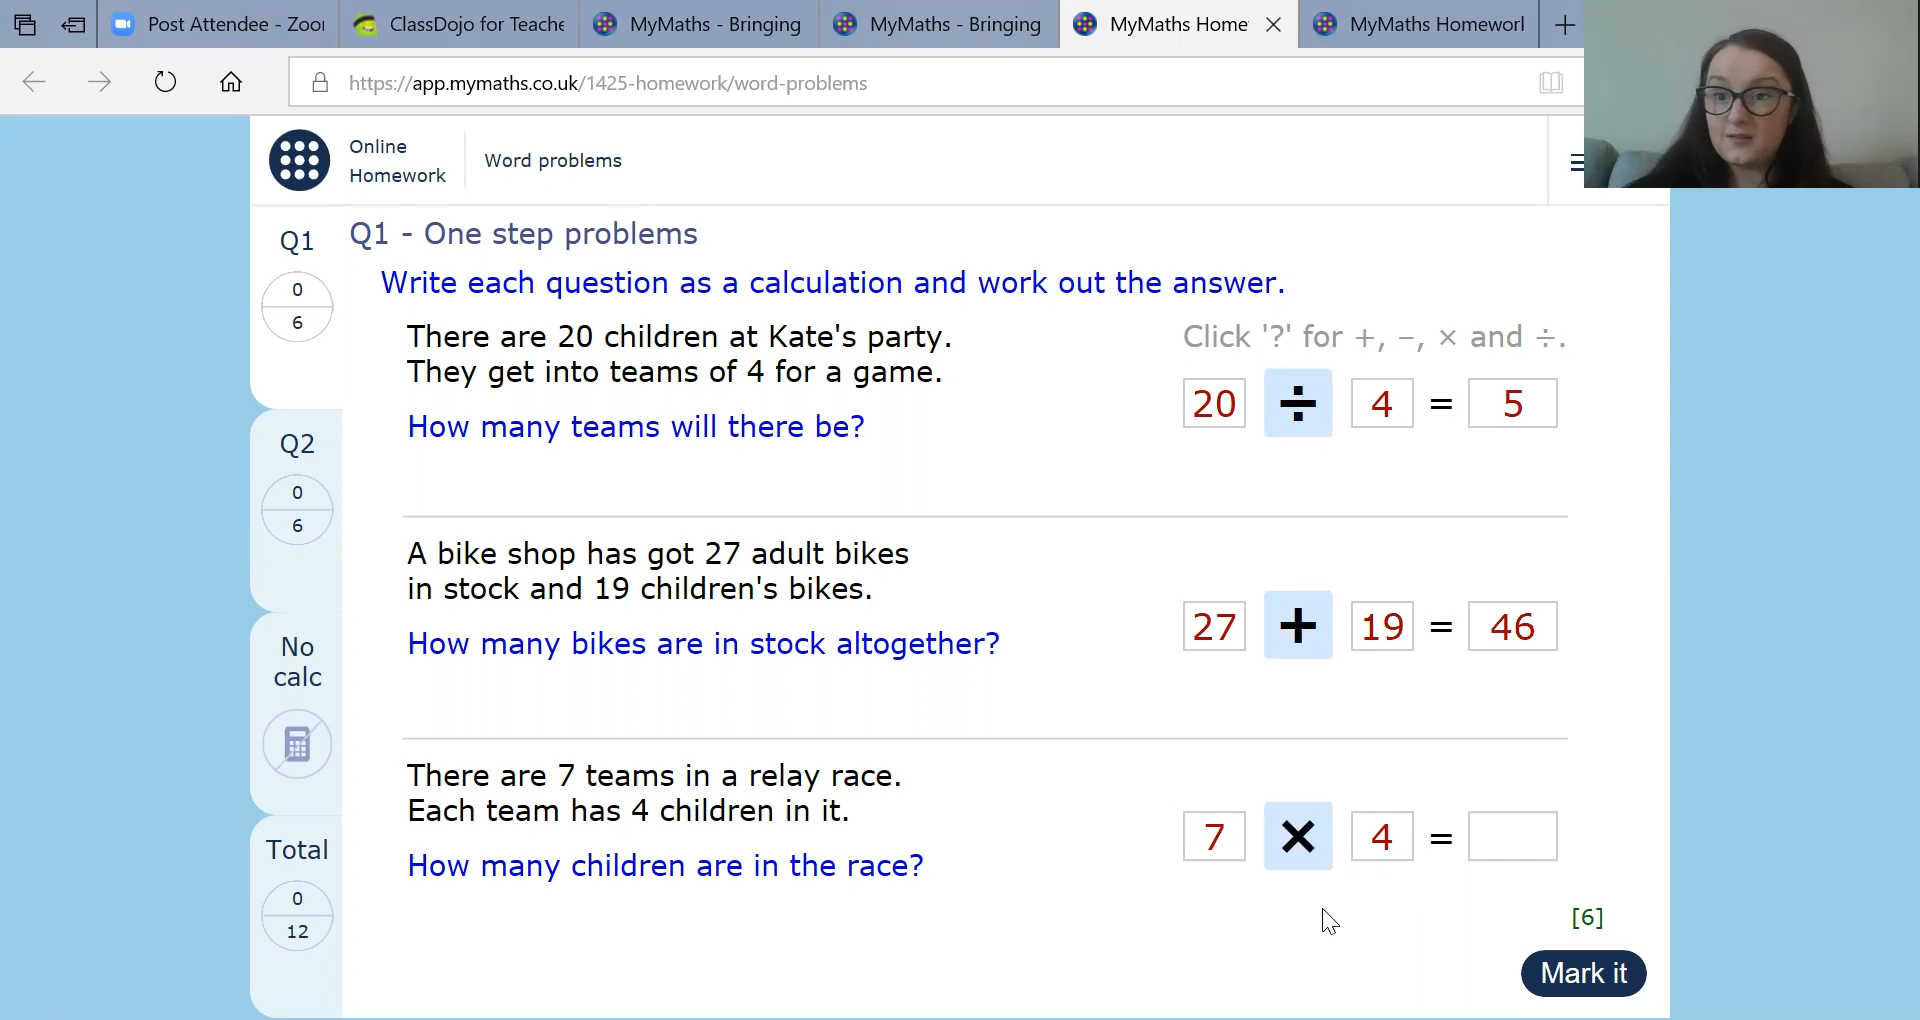 Post Attendee - Zoor
ClassDojo for Teache
MyMaths - Bringing
MyMaths - Bringing
MyMaths Home
MyMaths Homeworl
https://app.mymaths.co.uk/1425-homework/word-problems
Online
Homework
Word problems
Q1
0
6
Q2
0
6
No
calc
Total
0
12
Q1 - One step problems
Write each question as a calculation and work out the answer.
There are 20 children at Kate's party.
They get into teams of 4 for a game.
How many teams will there be?
Click '?' for +, –, × and ÷.
20 ÷ 4 = 5
A bike shop has got 27 adult bikes
in stock and 19 children's bikes.
How many bikes are in stock altogether?
27 + 19 = 46
There are 7 teams in a relay race.
Each team has 4 children in it.
How many children are in the race?
7 × 4 =
[6]
Mark it